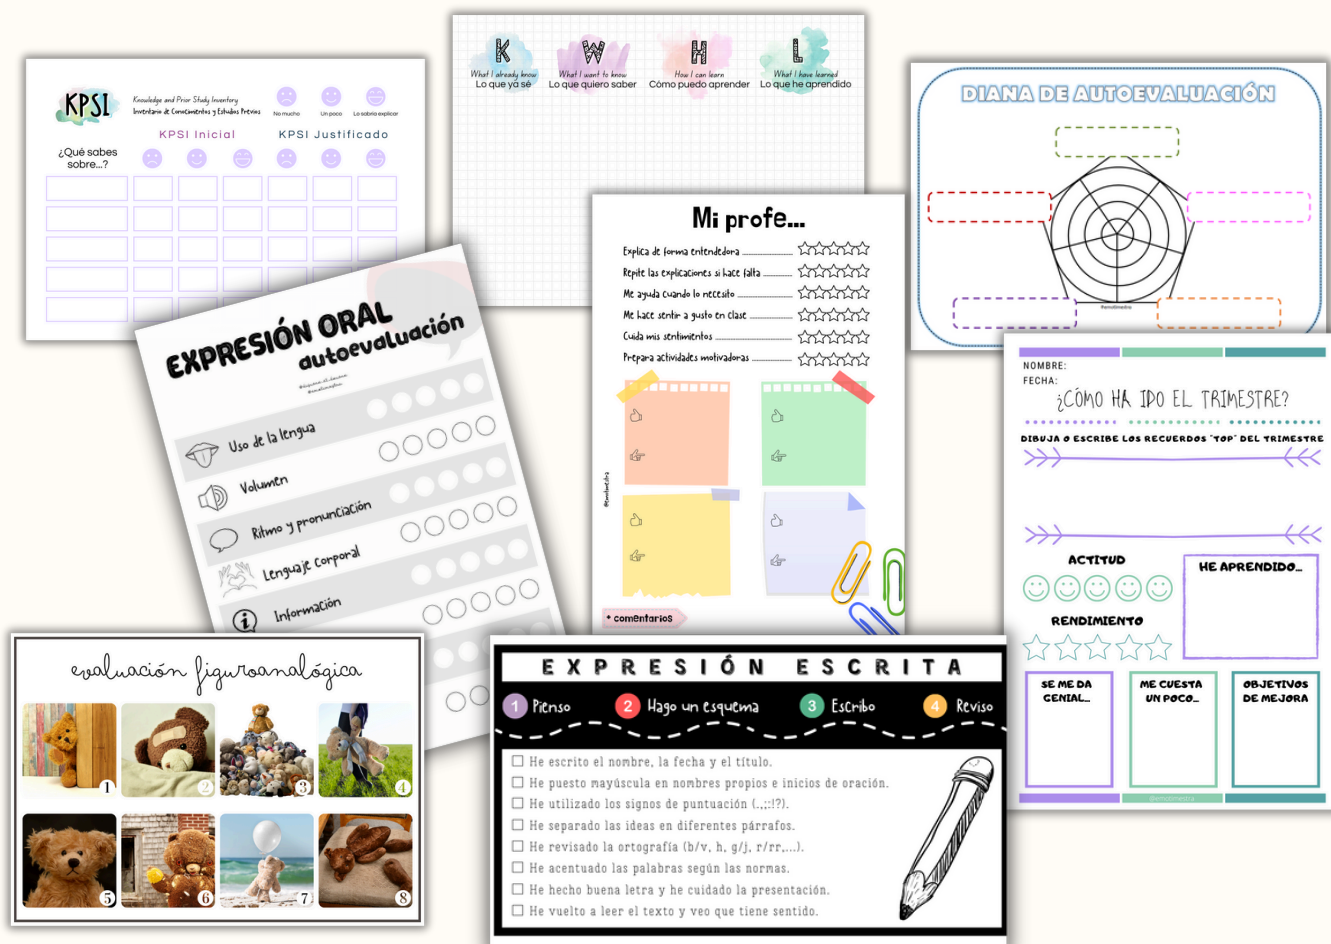 KPSI
Knowledge and Prior Study Inventory
Inventario de Conocimientos y Estudios Previos
No mucho
Un poco
Lo sabría explicar
KPSI Inicial
KPSI Justificado
¿Qué sabes
sobre...?
K
What I already know
Lo que ya sé
W
What I want to know
Lo que quiero saber
H
How I can learn
Cómo puedo aprender
L
What I have learned
Lo que he aprendido
DIANA DE AUTOEVALUACIÓN
@ematimestra
Mi profe...
Explica de forma entendedora
Repite las explicaciones si hace falta
Me ayuda cuando lo necesito
Me hace sentir a gusto en clase
Cuida mis sentimientos
Prepara actividades motivadoras
@ematimestra
+ comentarios
EXPRESIÓN ORAL
autoevaluación
Uso de la lengua
Volumen
Ritmo y pronunciación
Lenguaje corporal
Información
NOMBRE:
FECHA:
¿CÓMO HA IDO EL TRIMESTRE?
DIBUJA O ESCRIBE LOS RECUERDOS "TOP" DEL TRIMESTRE
ACTITUD
RENDIMIENTO
HE APRENDIDO...
SE ME DA
GENIAL...
ME CUESTA
UN POCO...
OBJETIVOS
DE MEJORA
@ematimestra
evaluación figuroanalógica
1
2
3
4
5
6
7
8
EXPRESIÓN ESCRITA
1 Pienso
2 Hago un esquema
3 Escribo
4 Reviso
He escrito el nombre, la fecha y el título.
He puesto mayúscula en nombres propios e inicios de oración.
He utilizado los signos de puntuación (.,;:!?).
He separado las ideas en diferentes párrafos.
He revisado la ortografía (b/v, h, g/j, r/rr,...).
He acentuado las palabras según las normas.
He hecho buena letra y he cuidado la presentación.
He vuelto a leer el texto y veo que tiene sentido.